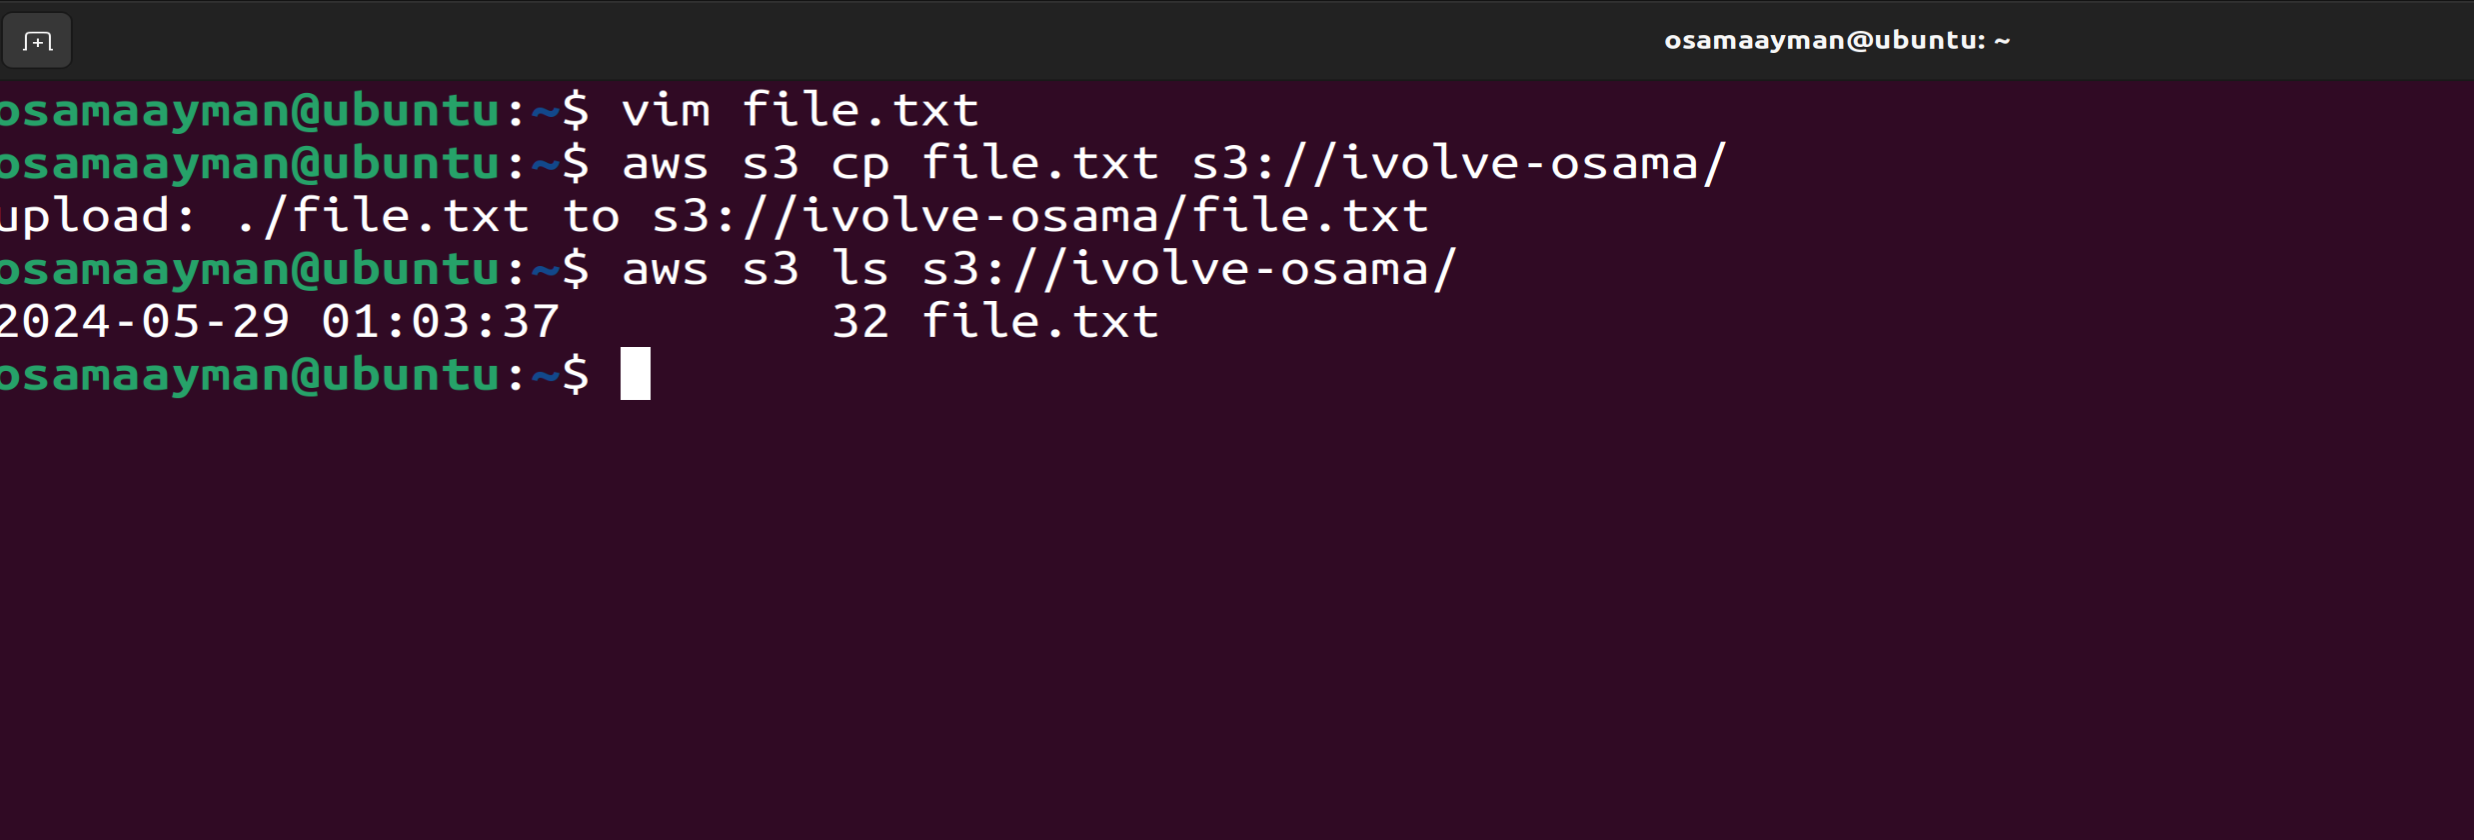 osamaayman@ubuntu: ~
osamaayman@ubuntu:~$ vim file.txt
osamaayman@ubuntu:~$ aws s3 cp file.txt s3://ivolve-osama/
upload: ./file.txt to s3://ivolve-osama/file.txt
osamaayman@ubuntu:~$ aws s3 ls s3://ivolve-osama/
2024-05-29 01:03:37         32 file.txt
osamaayman@ubuntu:~$